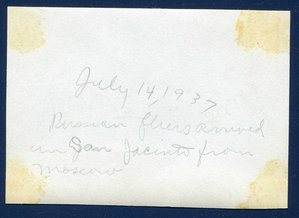 July 14, 1937
Russian fliers arrived
in San Jacinto from
Moscow